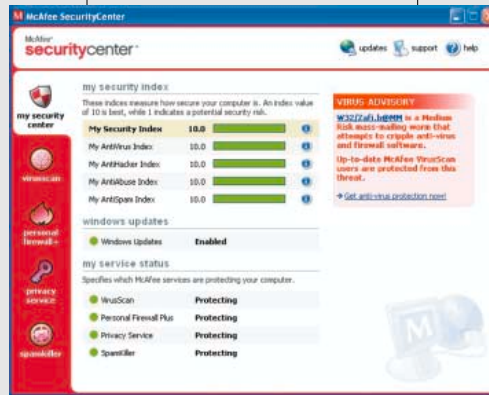 McAfee SecurityCenter
McAfee
securitycenter
updates support help
my security center
virusscan
personal firewall+
privacy service
spamkiller
my security index
These indices measure how secure your computer is. An index value
of 10 is best, while 1 indicates a potential security risk.
My Security Index 10.0
My AntiVirus Index 10.0
My AntiHacker Index 10.0
My AntiAbuse Index 10.0
My AntiSpam Index 10.0
windows updates
Windows Updates Enabled
my service status
Specifies which McAfee services are protecting your computer.
VirusScan Protecting
Personal Firewall Plus Protecting
Privacy Service Protecting
SpamKiller Protecting
VIRUS ADVISORY
W32/Zafi.b@MM is a Medium
Risk mass-mailing worm that
attempts to cripple anti-virus
and firewall software.
Up-to-date McAfee VirusScan
users are protected from this
threat.
Get anti-virus protection now!
M